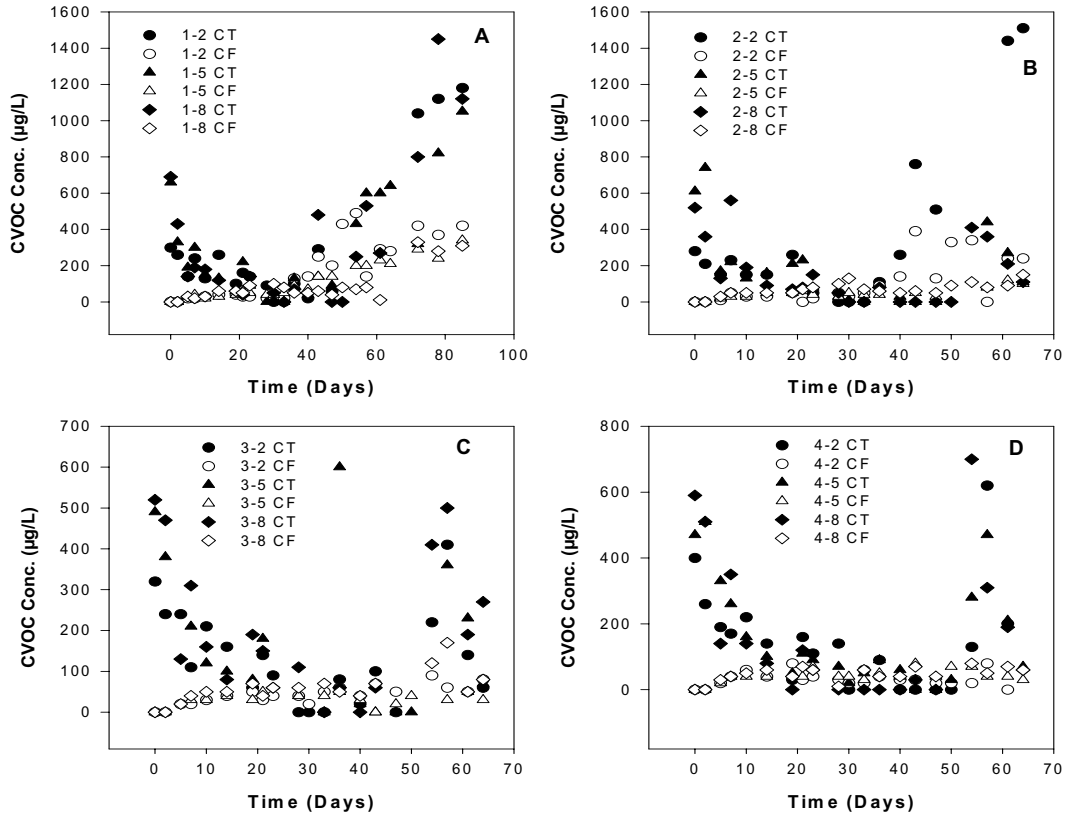 A
1-2 CT
1-2 CF
1-5 CT
1-5 CF
1-8 CT
1-8 CF
CVOC Conc. (µg/L)
1600
1400
1200
1000
800
600
400
200
0
0 20 40 60 80 100
Time (Days)
B
2-2 CT
2-2 CF
2-5 CT
2-5 CF
2-8 CT
2-8 CF
CVOC Conc. (µg/L)
1600
1400
1200
1000
800
600
400
200
0
0 10 20 30 40 50 60 70
Time (Days)
C
3-2 CT
3-2 CF
3-5 CT
3-5 CF
3-8 CT
3-8 CF
CVOC Conc. (µg/L)
700
600
500
400
300
200
100
0
0 10 20 30 40 50 60 70
Time (Days)
D
4-2 CT
4-2 CF
4-5 CT
4-5 CF
4-8 CT
4-8 CF
CVOC Conc. (µg/L)
800
600
400
200
0
0 10 20 30 40 50 60 70
Time (Days)